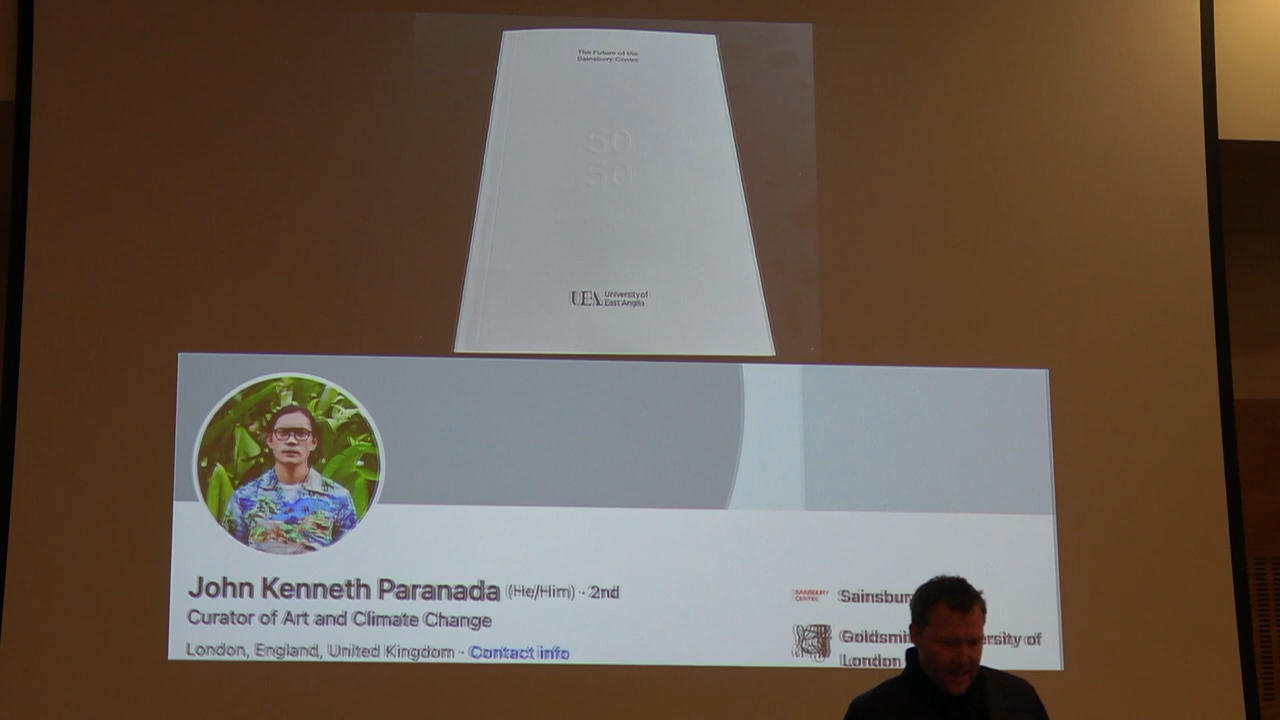 The Future of the
Sainsbury Centre
50
50
UEA University of
East Anglia
John Kenneth Paranada (He/Him) · 2nd
Curator of Art and Climate Change
London, England, United Kingdom · Contact info
SAINSBURY
CENTRE
Goldsmi ersity of
London